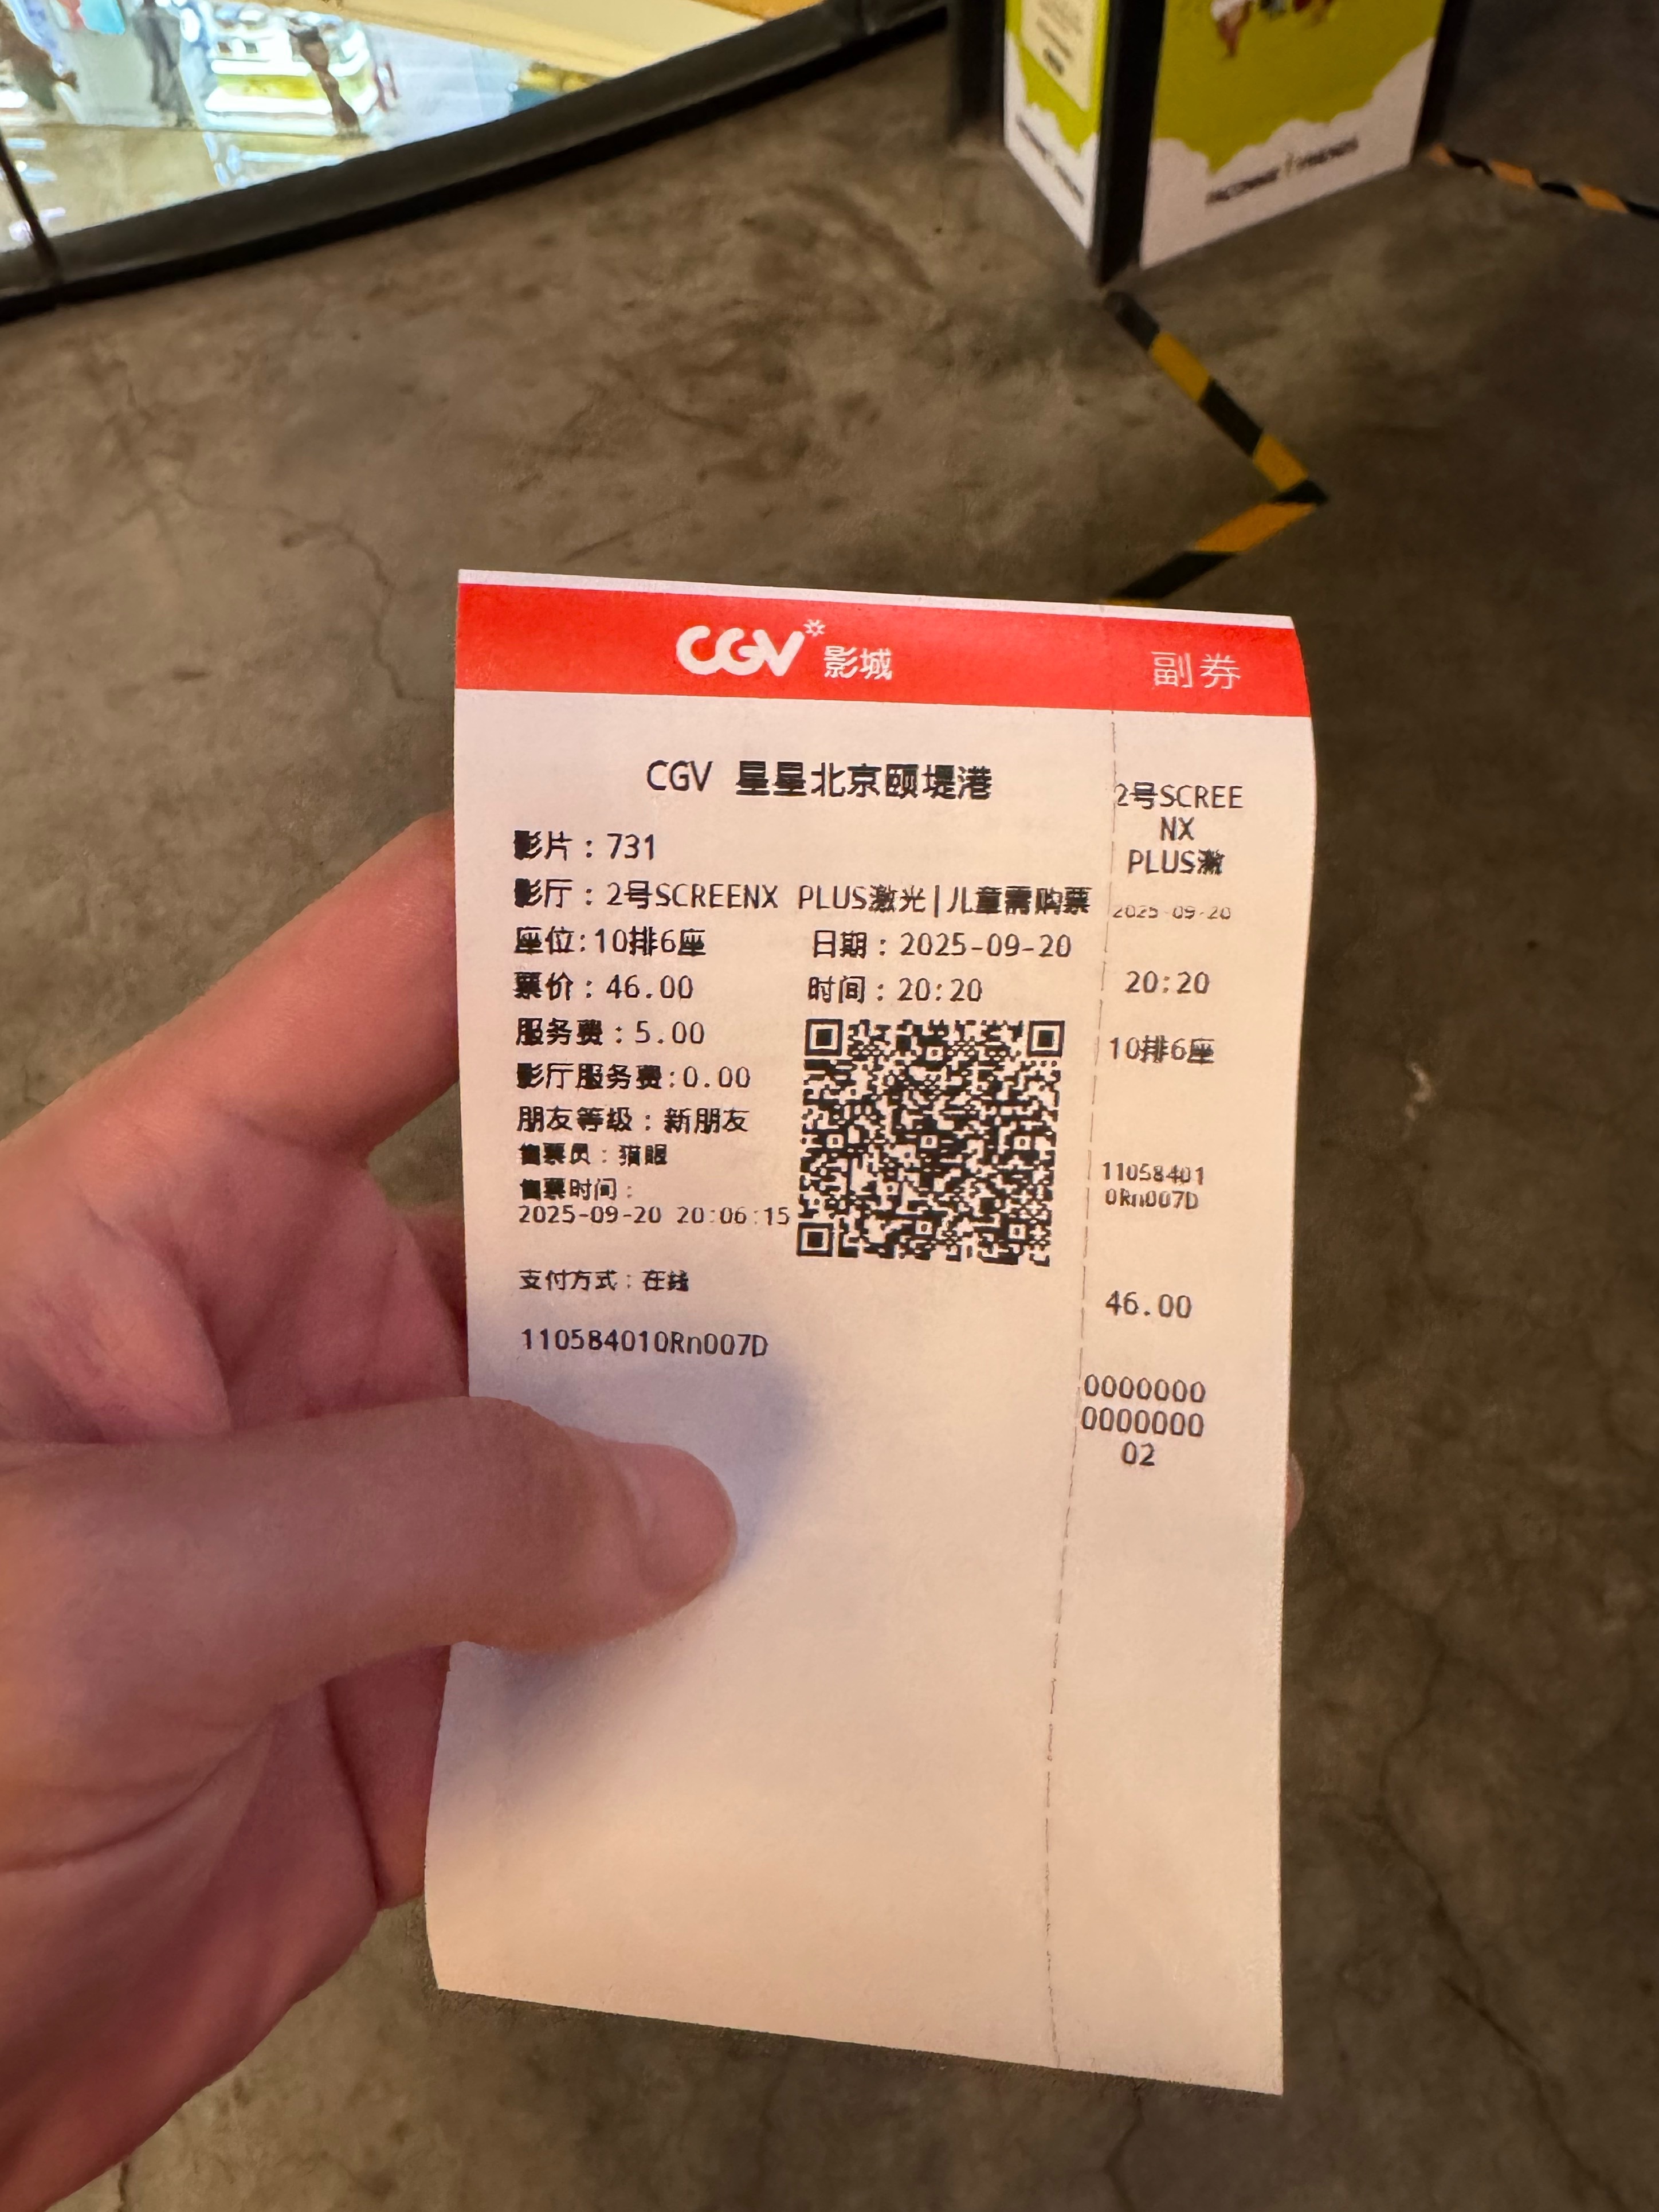 CGV 影城
副券
CGV 星星北京颐堤港
影片：731
影厅：2号SCREENX PLUS激光|儿童需购票
座位:10排6座
日期：2025-09-20
票价：46.00
时间：20:20
服务费：5.00
影厅服务费:0.00
朋友等级：新朋友
售票员：猫眼
售票时间：
2025-09-20 20:06:15
支付方式：在线
110584010Rn007D
2号SCREE
NX
PLUS激
2025-09-20
20:20
10排6座
11058401
0Rn007D
46.00
0000000
0000000
02